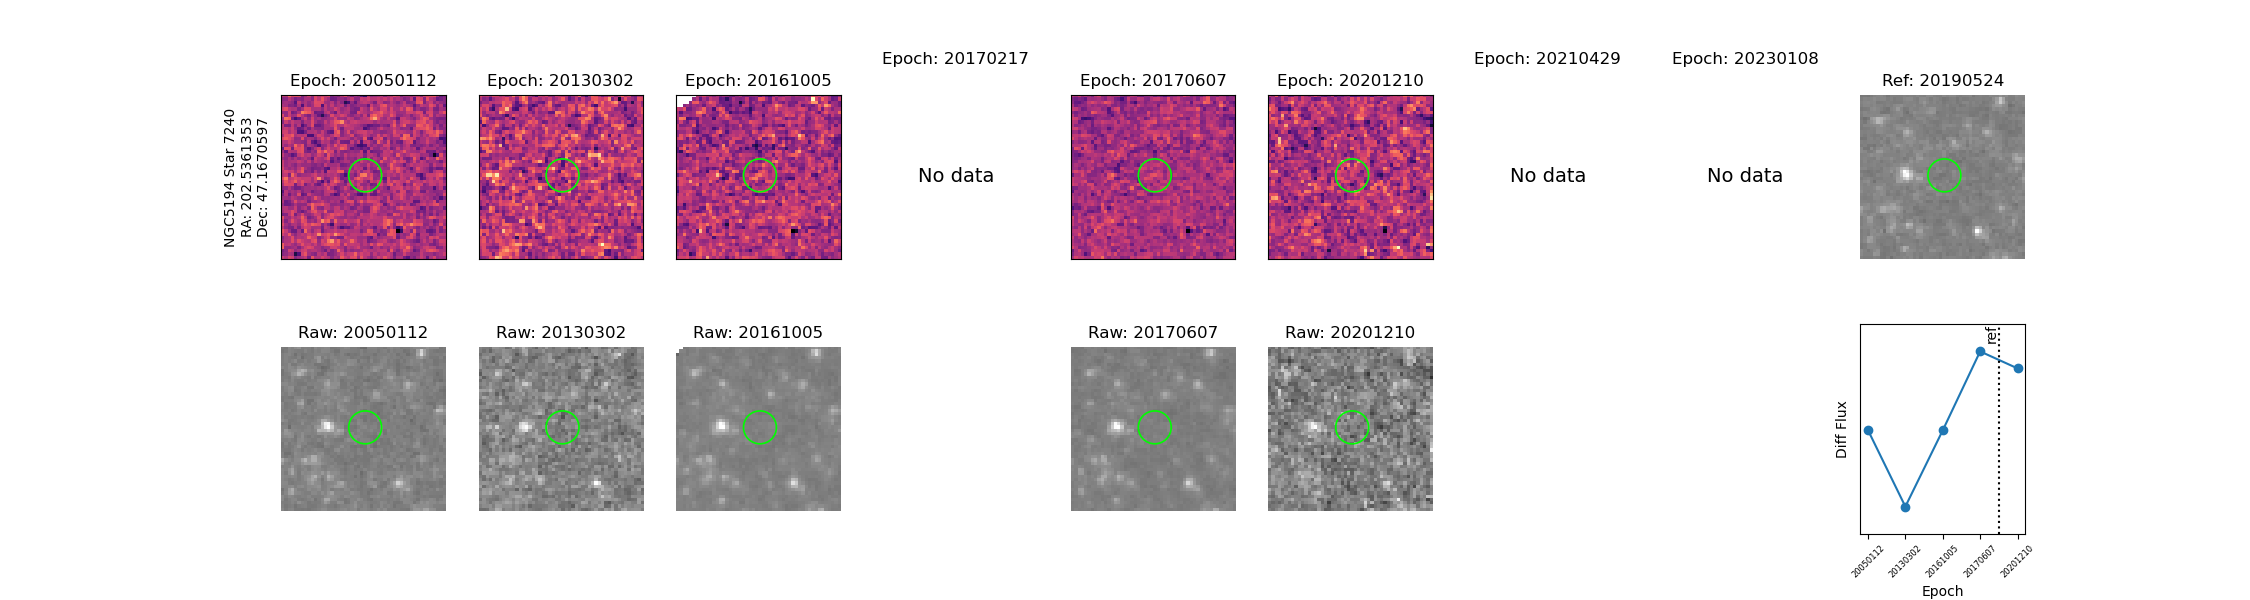 NGC5194 Star 7240
RA: 202.5361353
Dec: 47.1670597
Epoch: 20050112
Epoch: 20130302
Epoch: 20161005
Epoch: 20170217
No data
Epoch: 20170607
Epoch: 20201210
Epoch: 20210429
No data
Epoch: 20230108
No data
Ref: 20190524
Raw: 20050112
Raw: 20130302
Raw: 20161005
Raw: 20170607
Raw: 20201210
ref
Diff Flux
20050112
20130302
20161005
20170607
20201210
Epoch